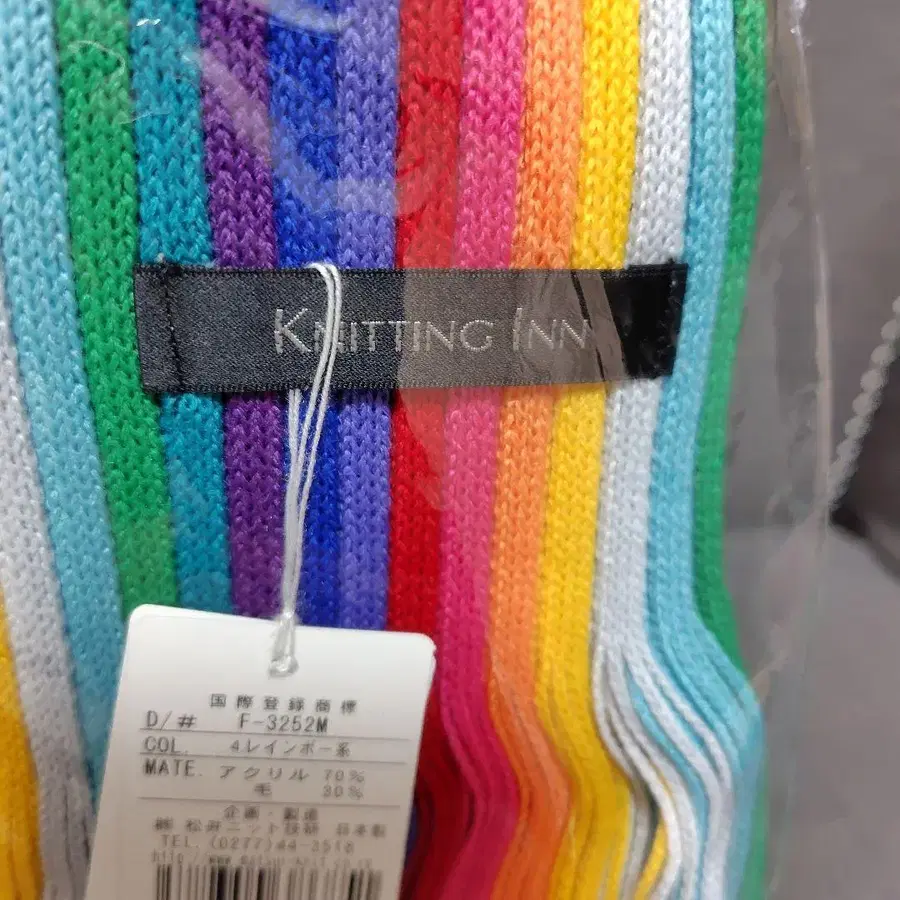 KNITTING INN
国際登録商標
D/# F-3252M
COL. 4レインボー系
MATE. アクリル 70%
毛 30%
企画・製造
㈱松井ニット技研 日本製
TEL.(0277)44-3518